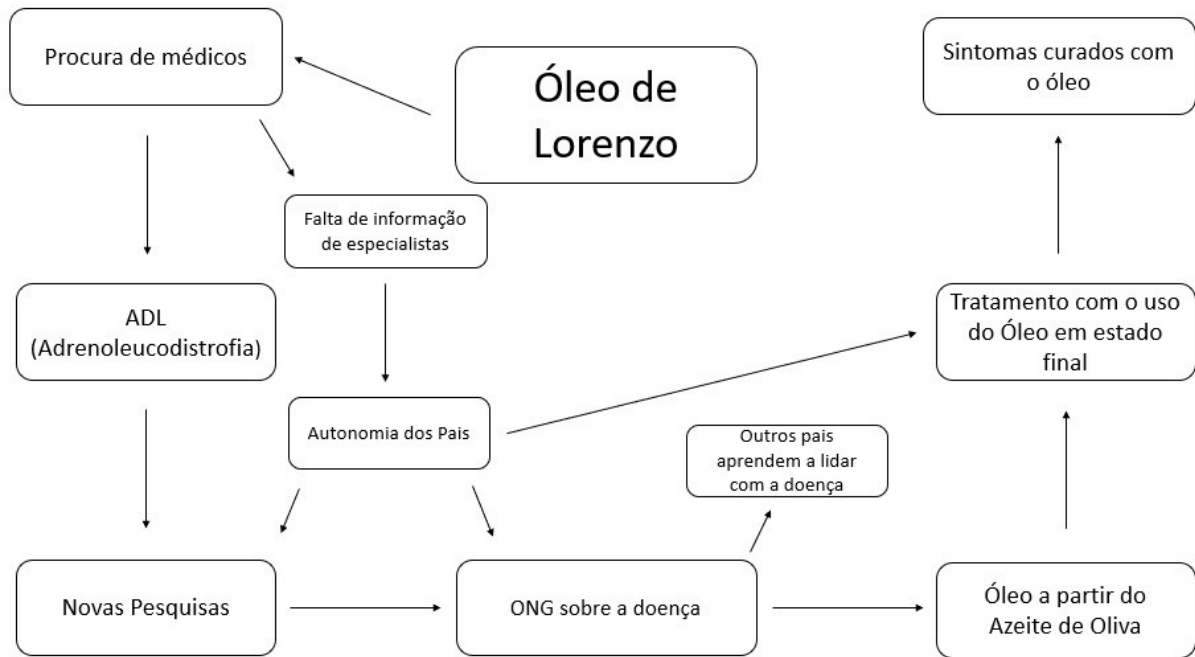 Procura de médicos
Óleo de
Lorenzo
Sintomas curados com
o óleo
Falta de informação
de especialistas
ADL
(Adrenoleucodistrofia)
Tratamento com o uso
do Óleo em estado
final
Autonomia dos Pais
Outros pais
aprendem a lidar
com a doença
Novas Pesquisas
ONG sobre a doença
Óleo a partir do
Azeite de Oliva